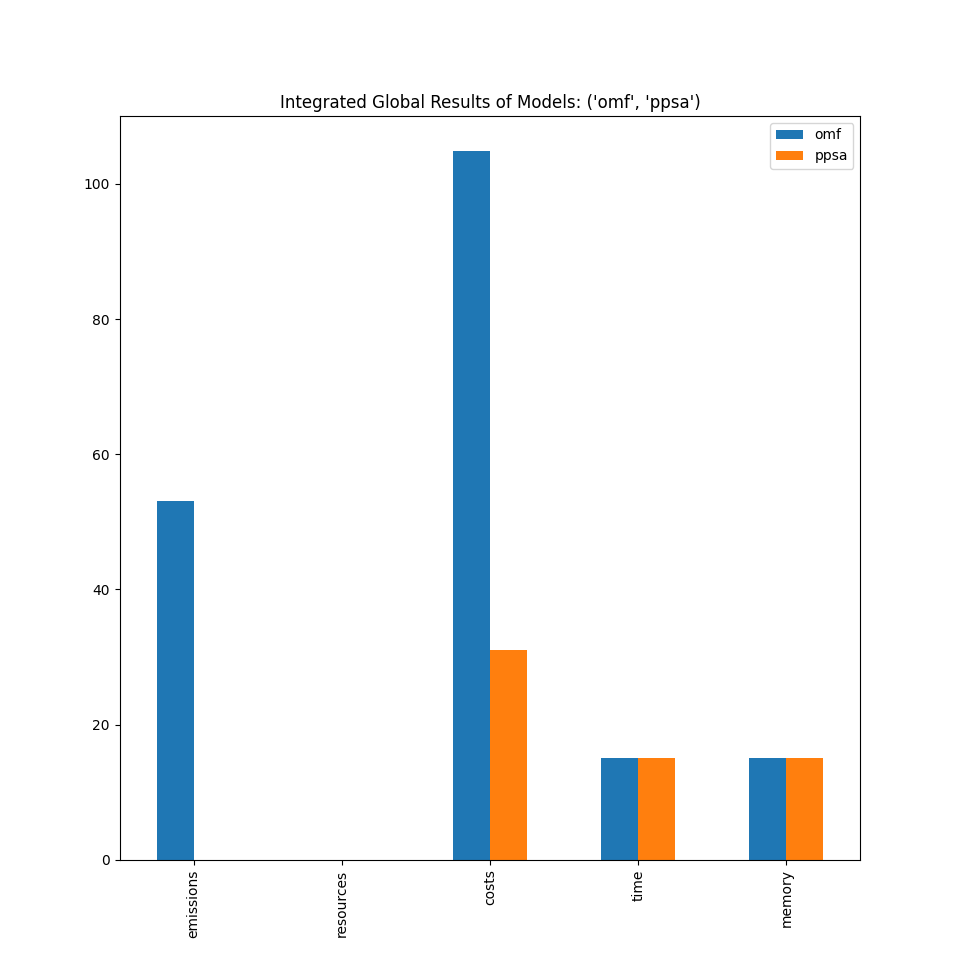 Integrated Global Results of Models: ('omf', 'ppsa')
omf
ppsa
100
80
60
40
20
0
emissions
resources
costs
time
memory